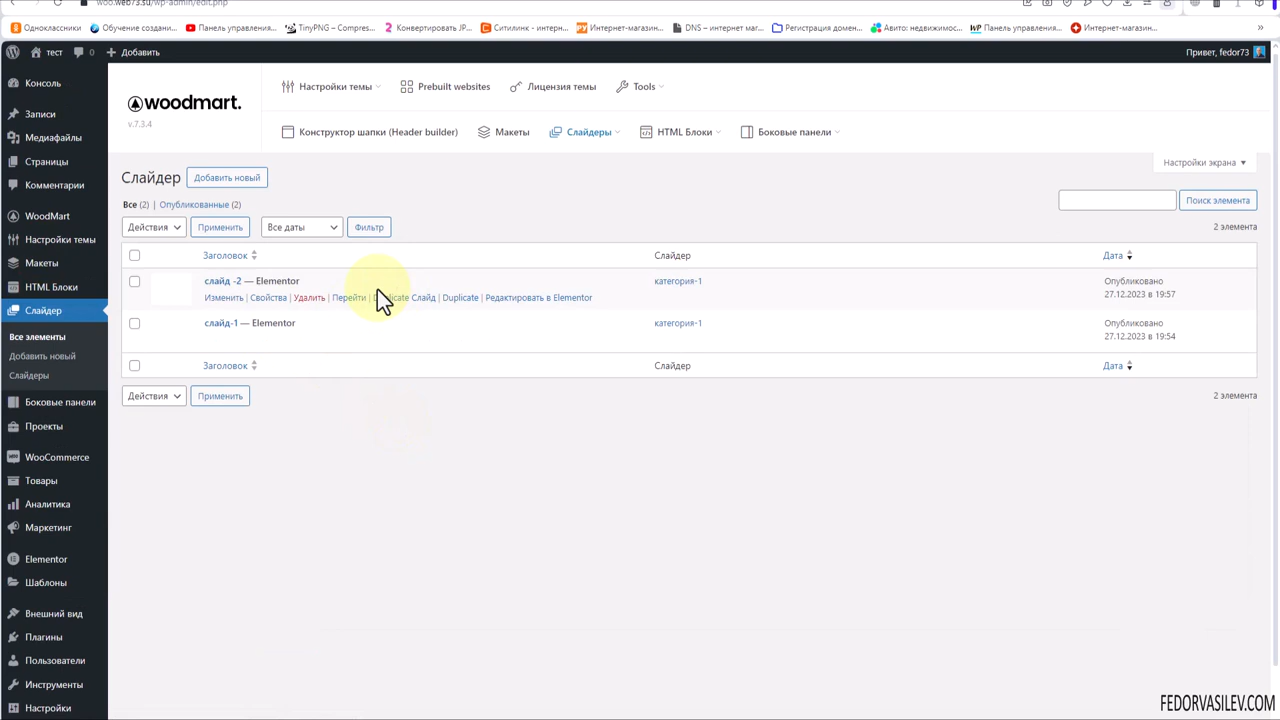 woo.web73.su/wp-admin/edit.php
Одноклассники Обучение создани... Панель управления... TinyPNG – Compres... Конвертировать JP... Ситилинк - интерн... Интернет-магазин... DNS – интернет маг... Регистрация домен... Авито: недвижимос... Панель управления... Интернет-магазин... »
тест 0 + Добавить Привет, fedor73
Консоль
Записи
Медиафайлы
Страницы
Комментарии
WoodMart
Настройки темы
Макеты
HTML Блоки
Слайдер
Все элементы
Добавить новый
Слайдеры
Боковые панели
Проекты
WooCommerce
Товары
Аналитика
Маркетинг
Elementor
Шаблоны
Внешний вид
Плагины
Пользователи
Инструменты
Настройки
woodmart.
v.7.3.4
Настройки темы Prebuilt websites Лицензия темы Tools
Конструктор шапки (Header builder) Макеты Слайдеры HTML Блоки Боковые панели
Настройки экрана ▼
Слайдер Добавить новый
Все (2) | Опубликованные (2)
Поиск элемента
Действия Применить Все даты Фильтр 2 элемента
Заголовок Слайдер Дата
слайд -2 — Elementor категория-1 Опубликовано
27.12.2023 в 19:57
Изменить | Свойства | Удалить | Перейти | Duplicate Слайд | Duplicate | Редактировать в Elementor
слайд-1 — Elementor категория-1 Опубликовано
27.12.2023 в 19:54
Заголовок Слайдер Дата
Действия Применить 2 элемента
FEDORVASILEV.COM